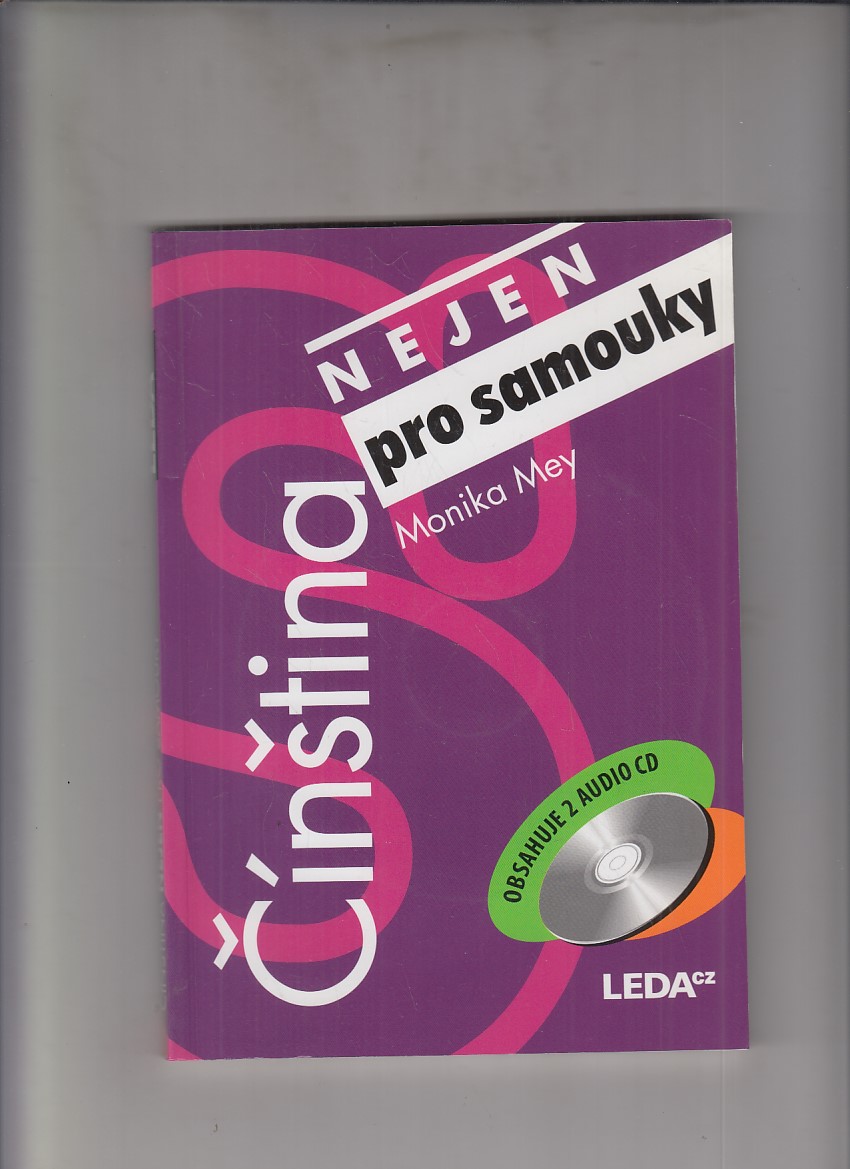 Čínština
NEJEN
pro samouky
Monika Mey
OBSAHUJE 2 AUDIO CD
LEDAcz